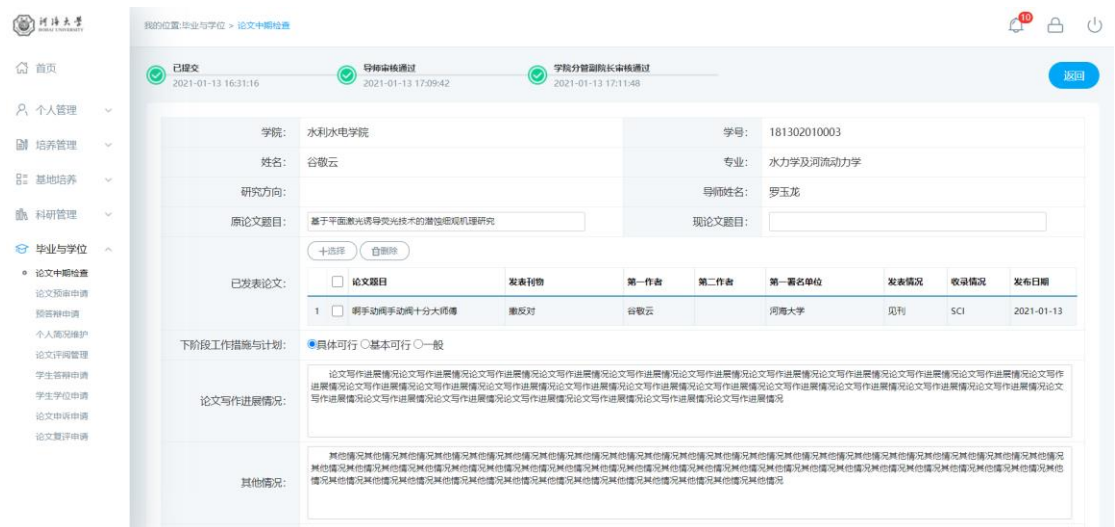 河海大学
HOHAI UNIVERSITY
我的位置:毕业与学位 > 论文中期检查
10
首页
个人管理
培养管理
基地培养
科研管理
毕业与学位
论文中期检查
论文预审申请
预答辩申请
个人简况维护
论文评阅管理
学生答辩申请
学生学位申请
论文申诉申请
论文复评申请
已提交
2021-01-13 16:31:16
导师审核通过
2021-01-13 17:09:42
学院分管副院长审核通过
2021-01-13 17:11:48
返回
学院: 水利水电学院 学号: 181302010003
姓名: 谷敬云 专业: 水力学及河流动力学
研究方向: 导师姓名: 罗玉龙
原论文题目: 基于平面激光诱导荧光技术的潜蚀细观机理研究 现论文题目:
+选择 删除
已发表论文:
论文题目 发表刊物 第一作者 第二作者 第一署名单位 发表情况 收录情况 发布日期
1 啊手动阀手动阀十分大师傅 撤反对 谷敬云 河海大学 见刊 SCI 2021-01-13
下阶段工作措施与计划: 具体可行 基本可行 一般
论文写作进展情况:
论文写作进展情况论文写作进展情况论文写作进展情况论文写作进展情况论文写作进展情况论文写作进展情况论文写作进展情况论文写作进展情况论文写作进展情况论文写作
进展情况论文写作进展情况论文写作进展情况论文写作进展情况论文写作进展情况论文写作进展情况论文写作进展情况论文写作进展情况论文写作进展情况论文写作进展情况论文
写作进展情况论文写作进展情况论文写作进展情况论文写作进展情况论文写作进展情况论文写作进展情况
其他情况:
其他情况其他情况其他情况其他情况其他情况其他情况其他情况其他情况其他情况其他情况其他情况其他情况其他情况其他情况其他情况其他情况其他情况其他情况
其他情况其他情况其他情况其他情况其他情况其他情况其他情况其他情况其他情况其他情况其他情况其他情况其他情况其他情况其他情况其他情况其他情况其他情况其他
情况其他情况其他情况其他情况其他情况其他情况其他情况其他情况其他情况其他情况其他情况其他情况